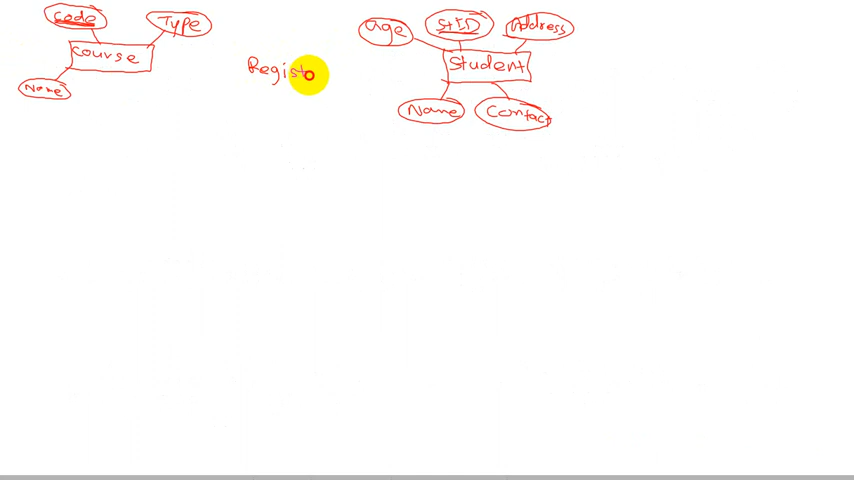 code
Type
course
Name
Regist
age
StID
Address
Student
Name
Contact